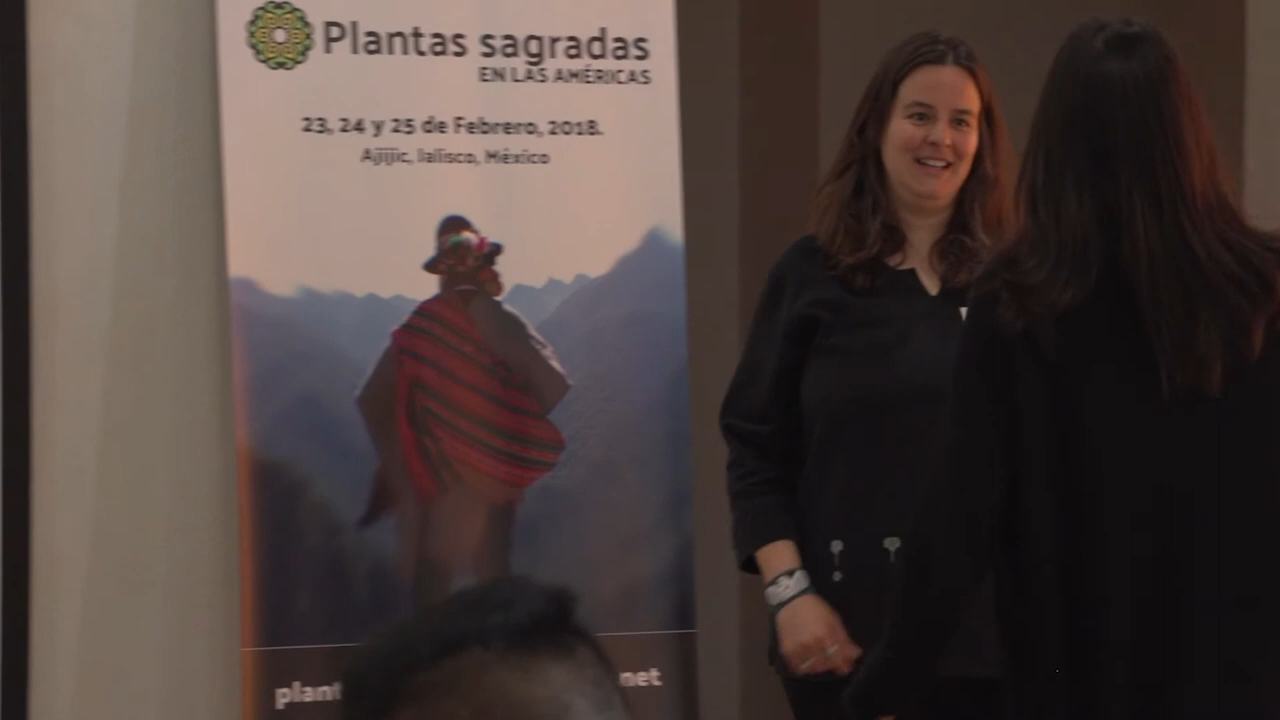 Plantas sagradas
EN LAS AMÉRICAS
23, 24 y 25 de Febrero, 2018.
Ajijic, Jalisco, México
plant
net